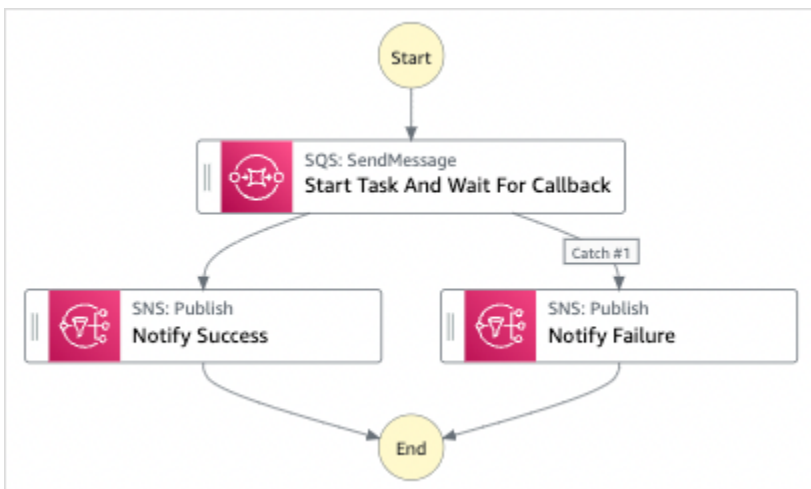 Start
SQS: SendMessage
Start Task And Wait For Callback
Catch #1
SNS: Publish
Notify Success
SNS: Publish
Notify Failure
End